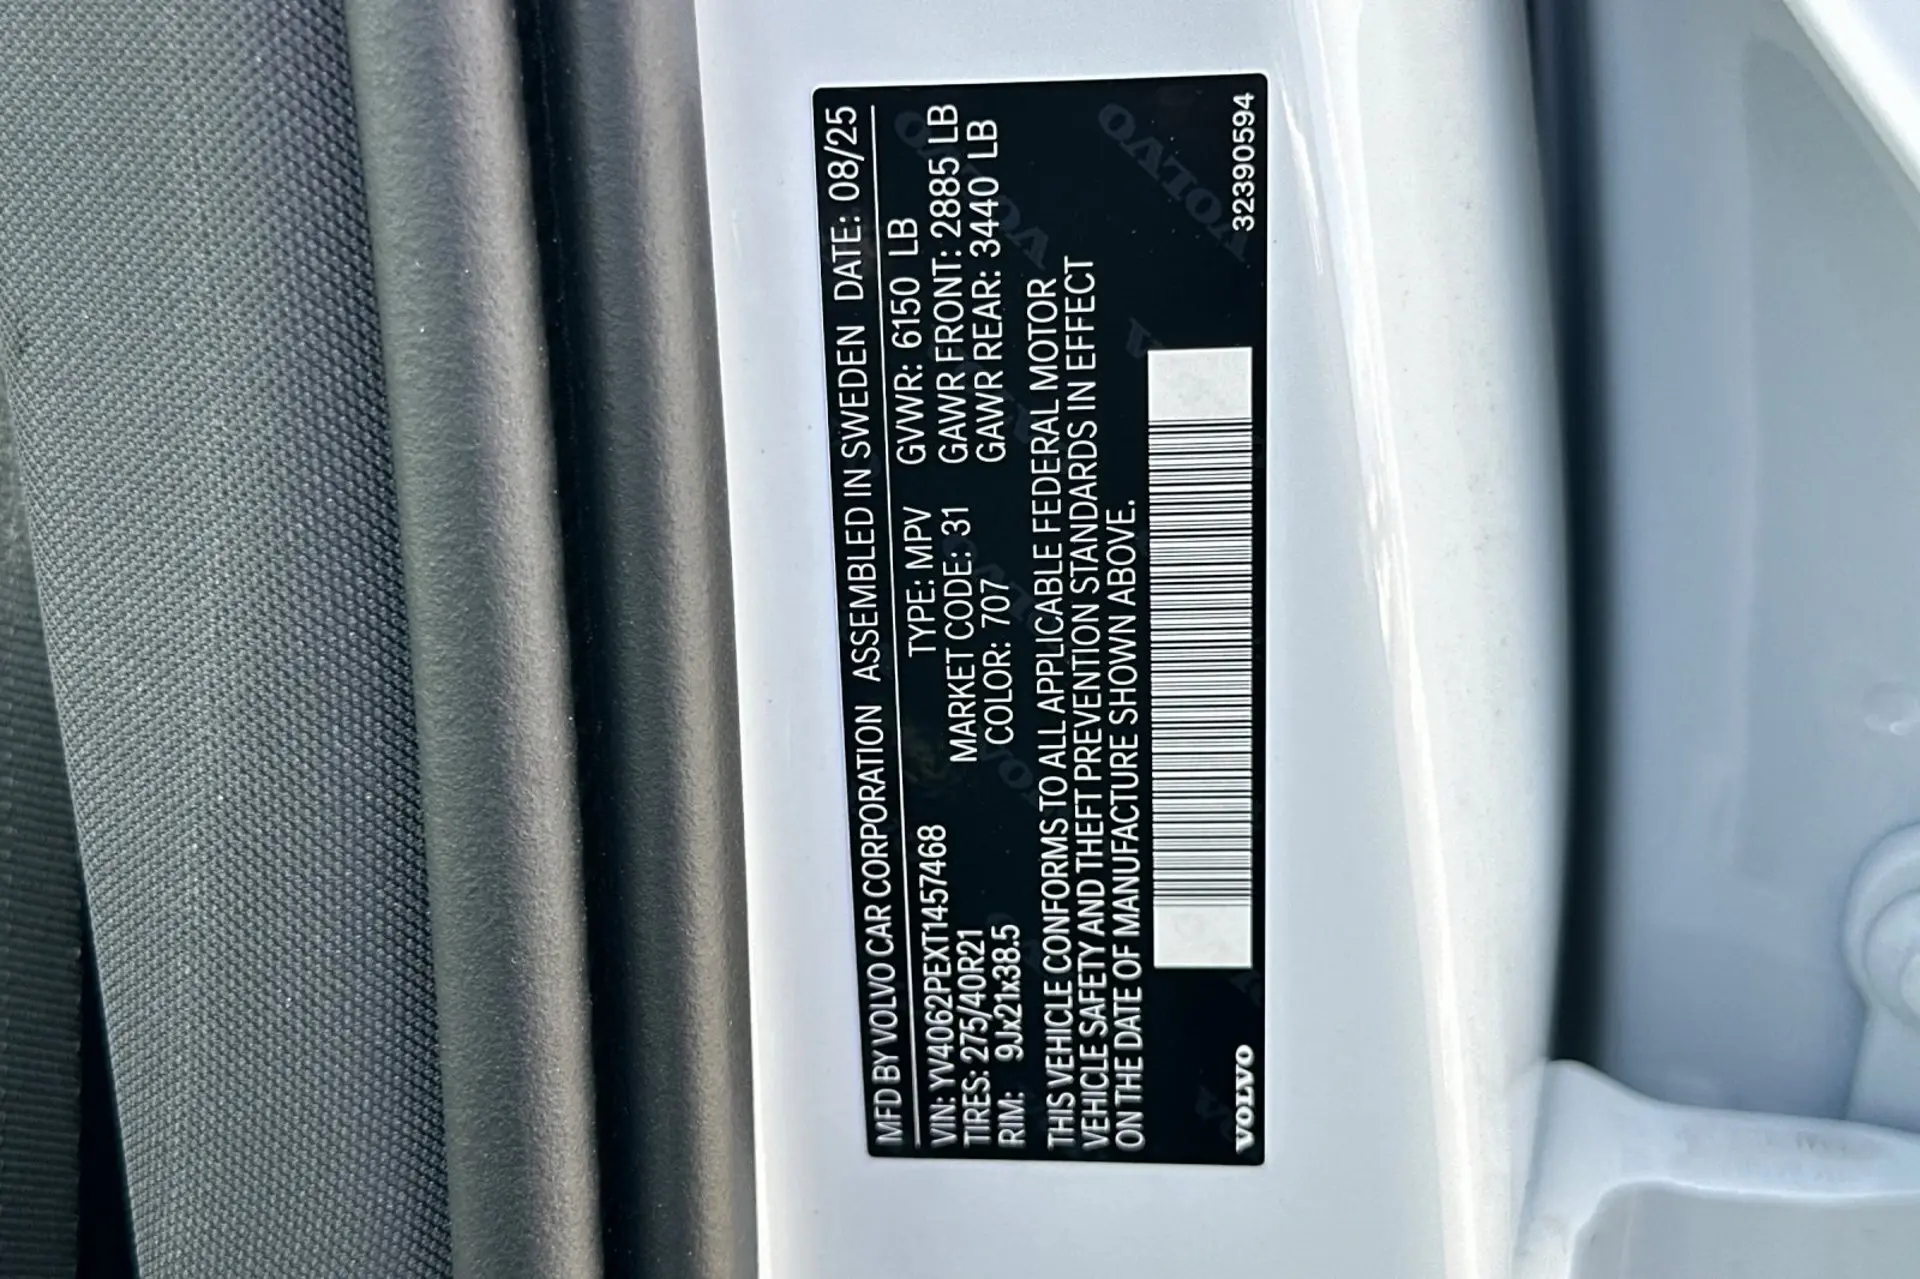 MFD BY VOLVO CAR CORPORATION ASSEMBLED IN SWEDEN DATE: 08/25
VIN: YV4062PEXT1457468 TYPE: MPV GVWR: 6150 LB
TIRES: 275/40R21 MARKET CODE: 31 GAWR FRONT: 2885 LB
RIM: 9Jx21x38.5 COLOR: 707 GAWR REAR: 3440 LB
THIS VEHICLE CONFORMS TO ALL APPLICABLE FEDERAL MOTOR
VEHICLE SAFETY AND THEFT PREVENTION STANDARDS IN EFFECT
ON THE DATE OF MANUFACTURE SHOWN ABOVE.
VOLVO 32390594